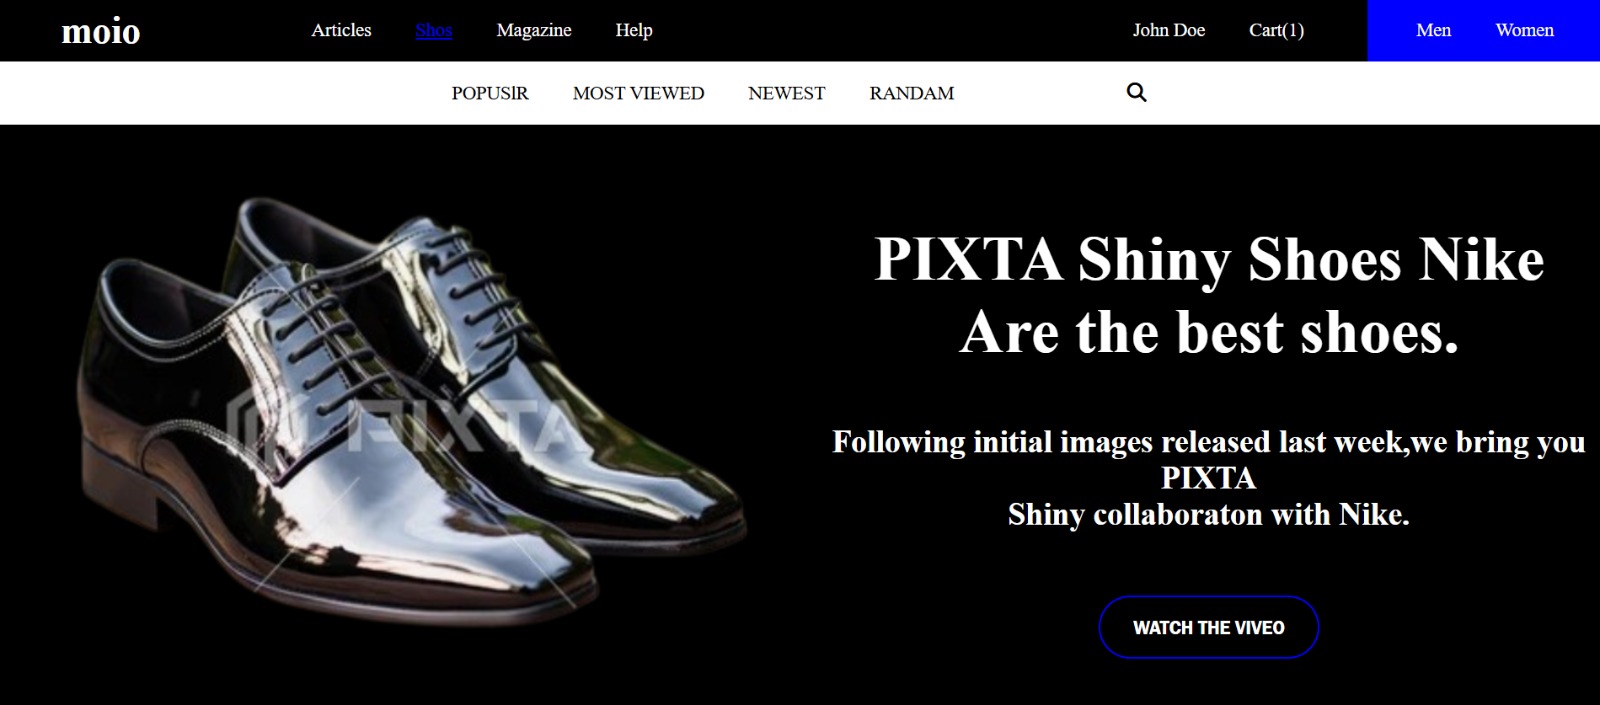 moio Articles Shos Magazine Help John Doe Cart(1) Men Women
POPUSlR MOST VIEWED NEWEST RANDAM
PIXTA Shiny Shoes Nike
Are the best shoes.
PIXTA
Following initial images released last week,we bring you
PIXTA
Shiny collaboraton with Nike.
WATCH THE VIVEO